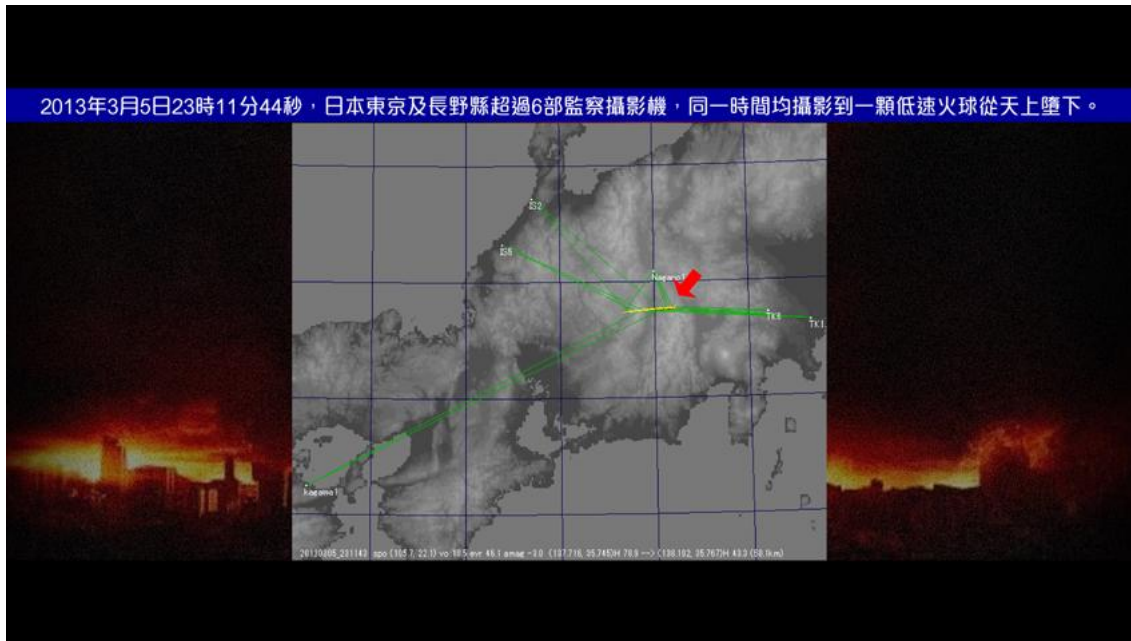 2013年3月5日23時11分44秒，日本東京及長野縣超過6部監察攝影機，同一時間均攝影到一顆低速火球從天上墮下。
IS2
IS5
Nagano1
TK8
TK1
kagawa1